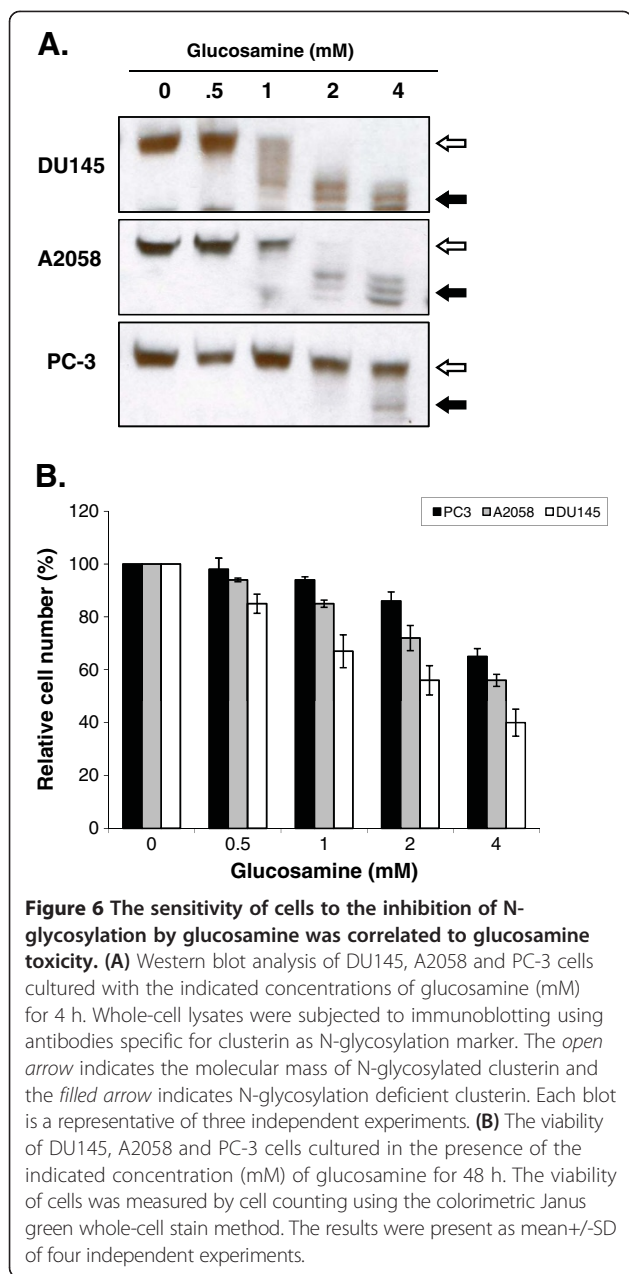 A.
Glucosamine (mM)
0 .5 1 2 4
DU145
A2058
PC-3
B.
120
100
80
60
40
20
0
Relative cell number (%)
PC3 A2058 DU145
0 0.5 1 2 4
Glucosamine (mM)
Figure 6 The sensitivity of cells to the inhibition of N-
glycosylation by glucosamine was correlated to glucosamine
toxicity. (A) Western blot analysis of DU145, A2058 and PC-3 cells
cultured with the indicated concentrations of glucosamine (mM)
for 4 h. Whole-cell lysates were subjected to immunoblotting using
antibodies specific for clusterin as N-glycosylation marker. The open
arrow indicates the molecular mass of N-glycosylated clusterin and
the filled arrow indicates N-glycosylation deficient clusterin. Each blot
is a representative of three independent experiments. (B) The viability
of DU145, A2058 and PC-3 cells cultured in the presence of the
indicated concentration (mM) of glucosamine for 48 h. The viability
of cells was measured by cell counting using the colorimetric Janus
green whole-cell stain method. The results were present as mean+/-SD
of four independent experiments.